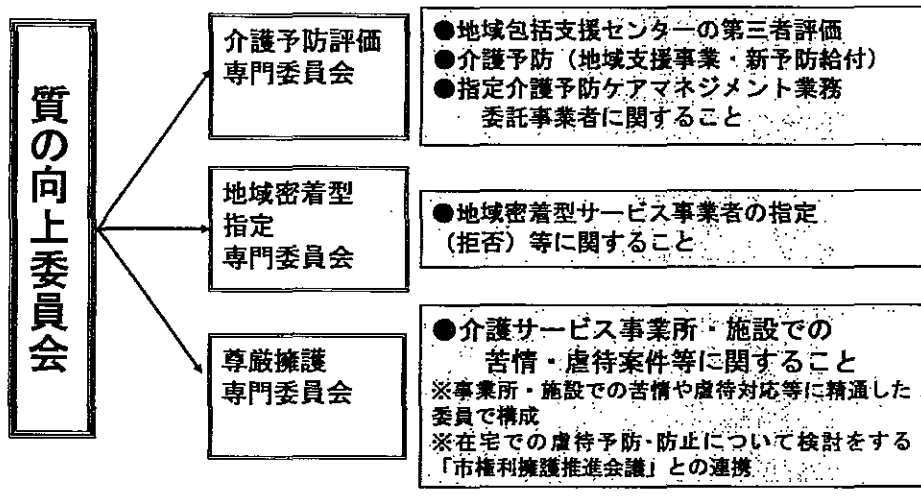 質の向上委員会
介護予防評価
専門委員会
●地域包括支援センターの第三者評価
●介護予防（地域支援事業・新予防給付）
●指定介護予防ケアマネジメント業務
委託事業者に関すること
地域密着型
指定
専門委員会
●地域密着型サービス事業者の指定
（拒否）等に関すること
尊厳擁護
専門委員会
●介護サービス事業所・施設での
苦情・虐待案件等に関すること
※事業所・施設での苦情や虐待対応等に精通した
委員で構成
※在宅での虐待予防・防止について検討をする
「市権利擁護推進会議」との連携